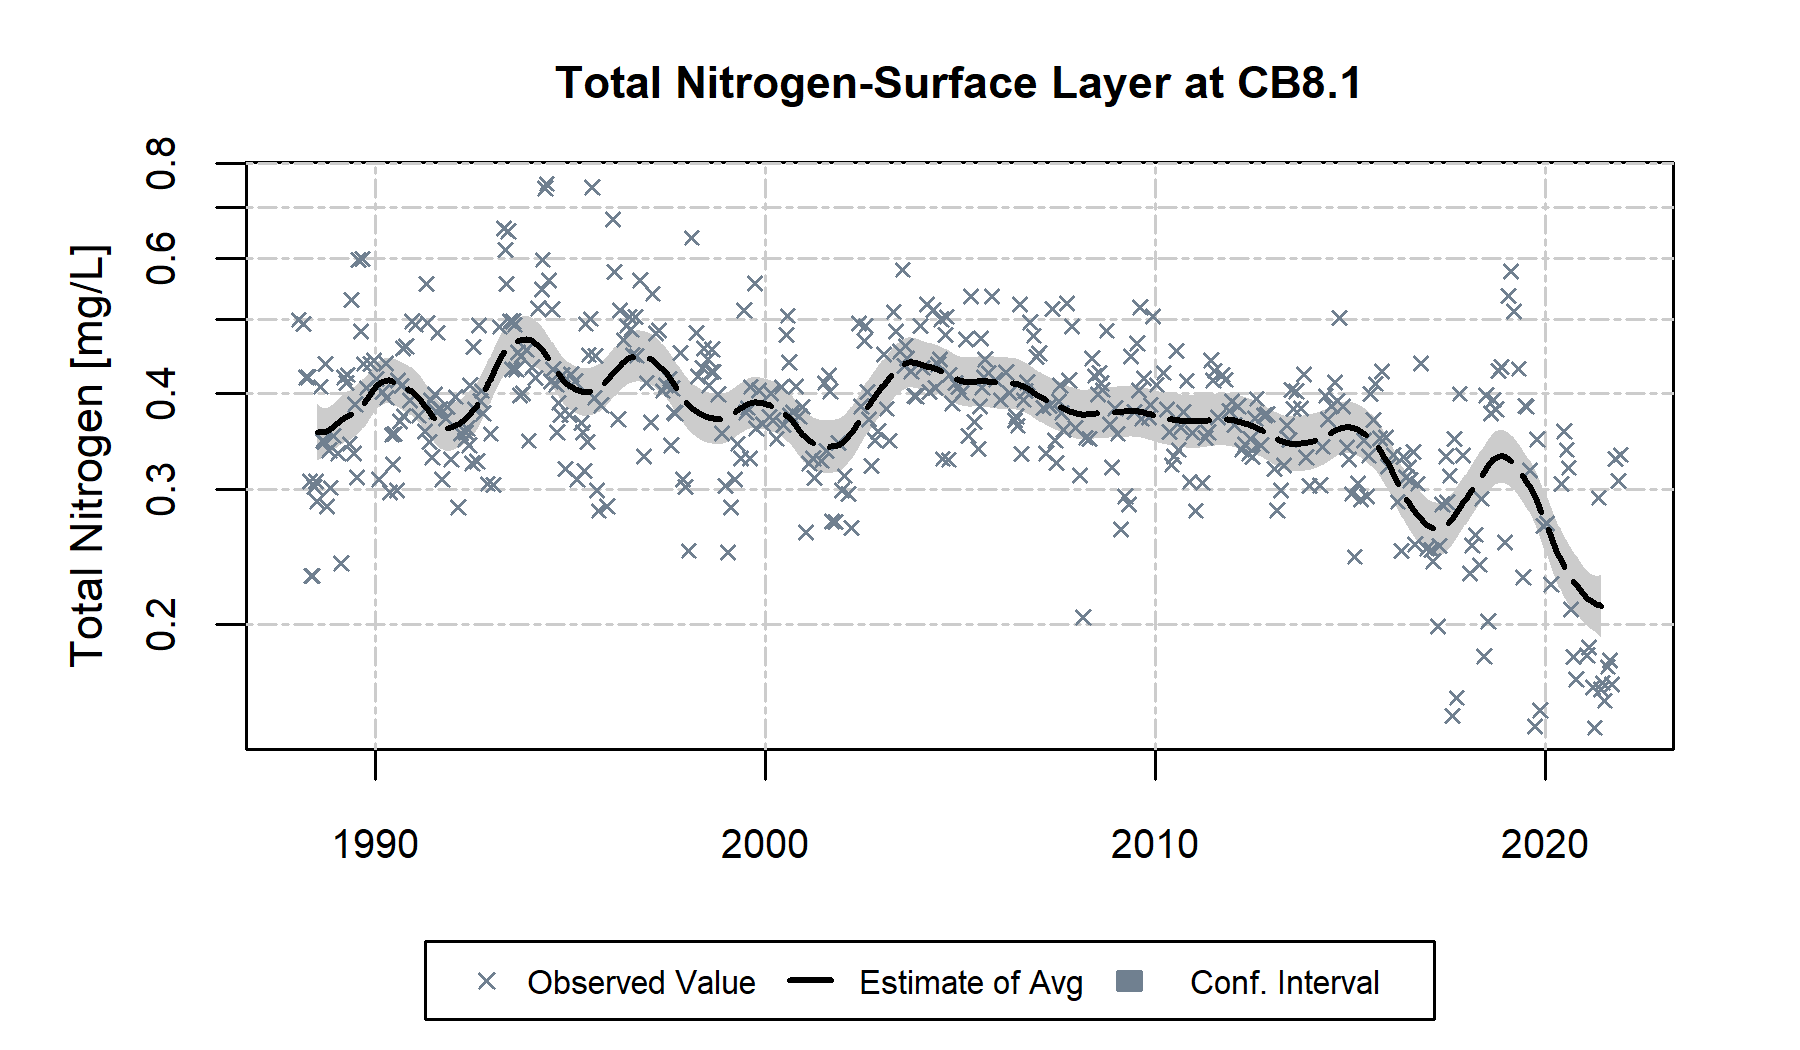 Total Nitrogen-Surface Layer at CB8.1
Total Nitrogen [mg/L]
0.8
0.6
0.4
0.3
0.2
1990 2000 2010 2020
Observed Value Estimate of Avg Conf. Interval